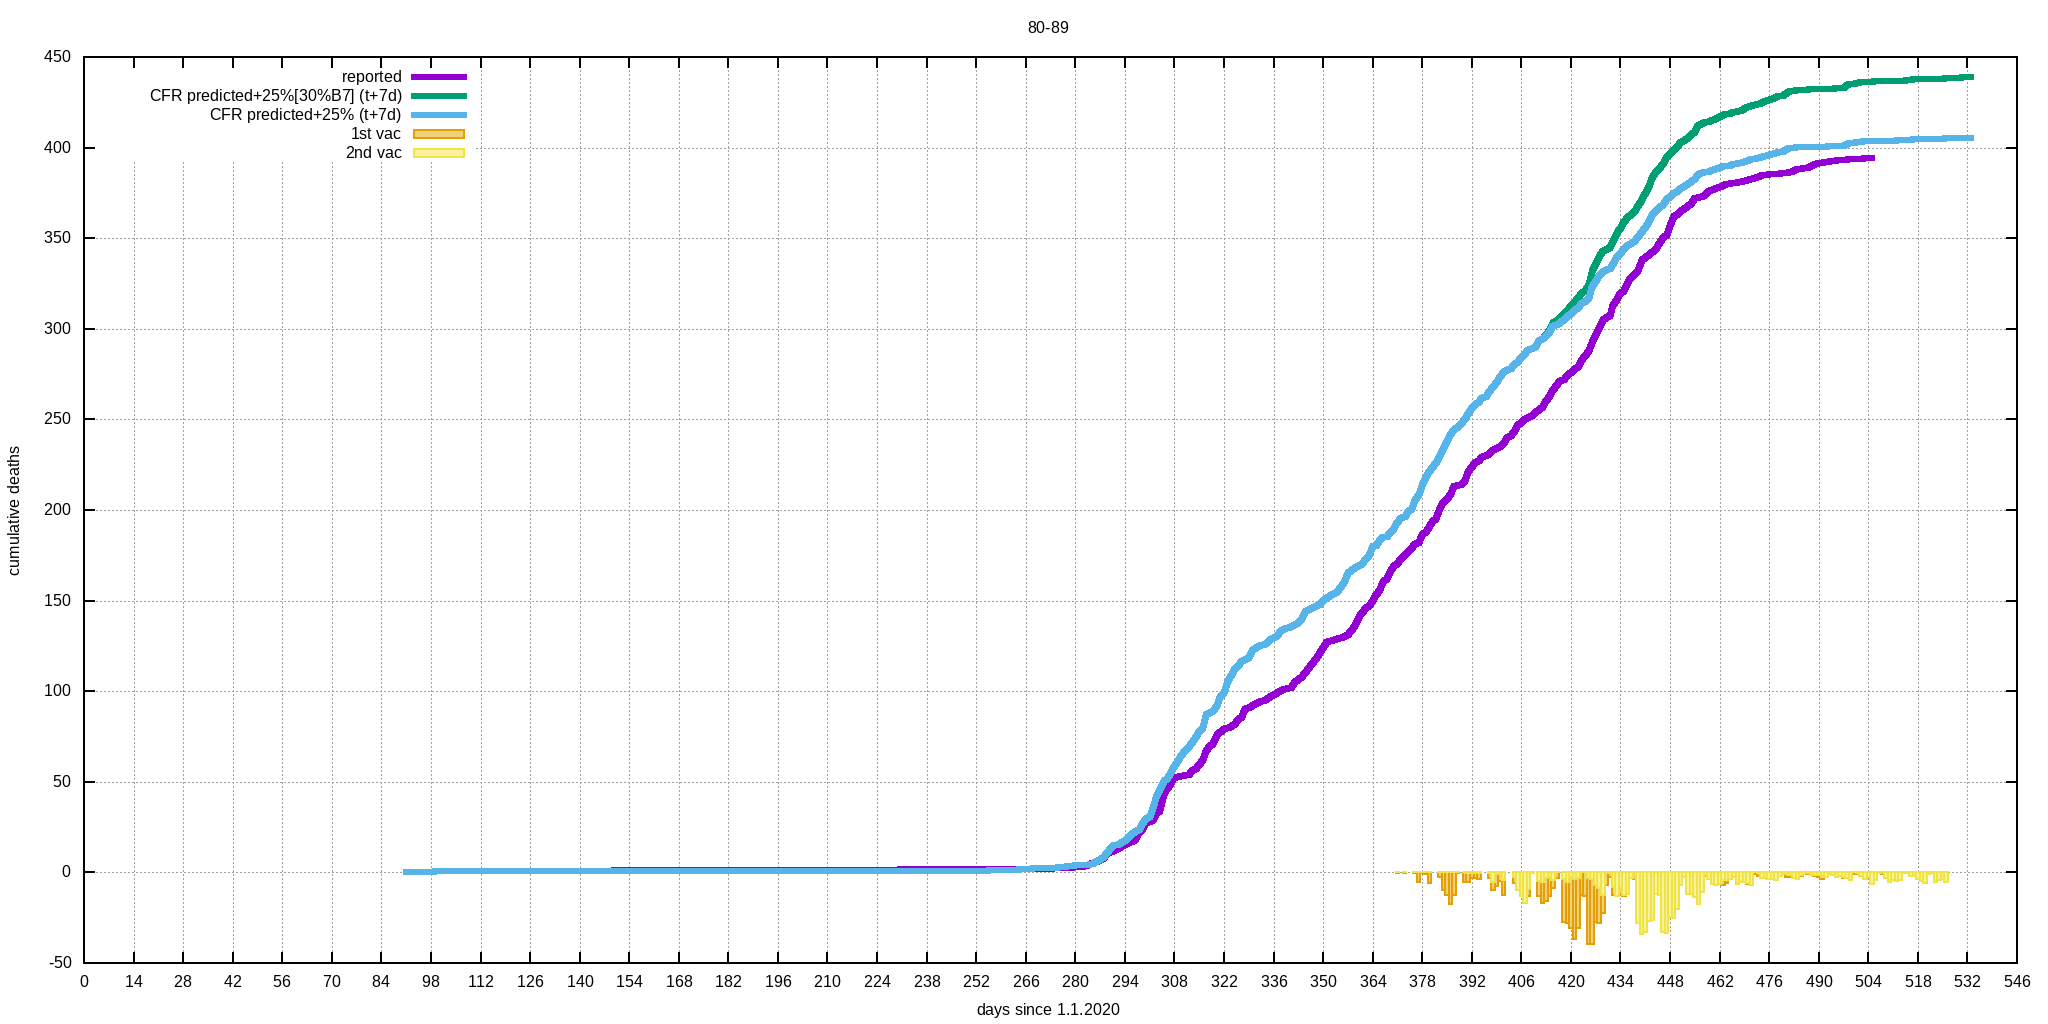 80-89
450
400
350
300
250
200
150
100
50
0
-50
cumulative deaths
reported
CFR predicted+25%[30%B7] (t+7d)
CFR predicted+25% (t+7d)
1st vac
2nd vac
0 14 28 42 56 70 84 98 112 126 140 154 168 182 196 210 224 238 252 266 280 294 308 322 336 350 364 378 392 406 420 434 448 462 476 490 504 518 532 546
days since 1.1.2020